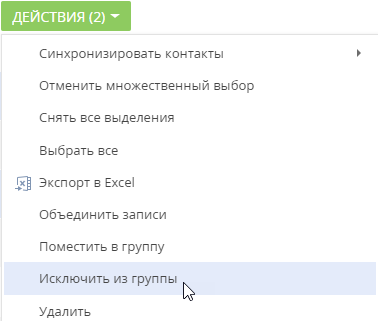 ДЕЙСТВИЯ (2)
Синхронизировать контакты
Отменить множественный выбор
Снять все выделения
Выбрать все
Экспорт в Excel
Объединить записи
Поместить в группу
Исключить из группы
Удалить